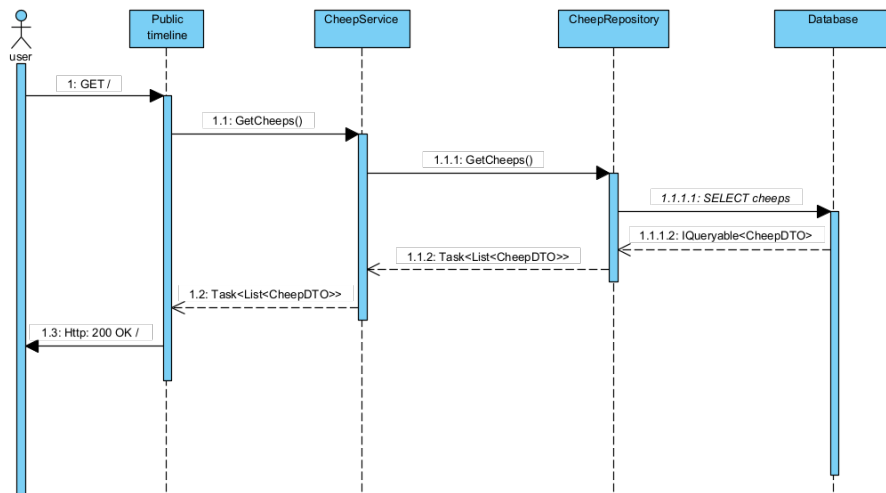 Public
timeline
CheepService
CheepRepository
Database
user
1: GET /
1.1: GetCheeps()
1.1.1: GetCheeps()
1.1.1.1: SELECT cheeps
1.1.1.2: IQueryable<CheepDTO>
1.1.2: Task<List<CheepDTO>>
1.2: Task<List<CheepDTO>>
1.3: Http: 200 OK /